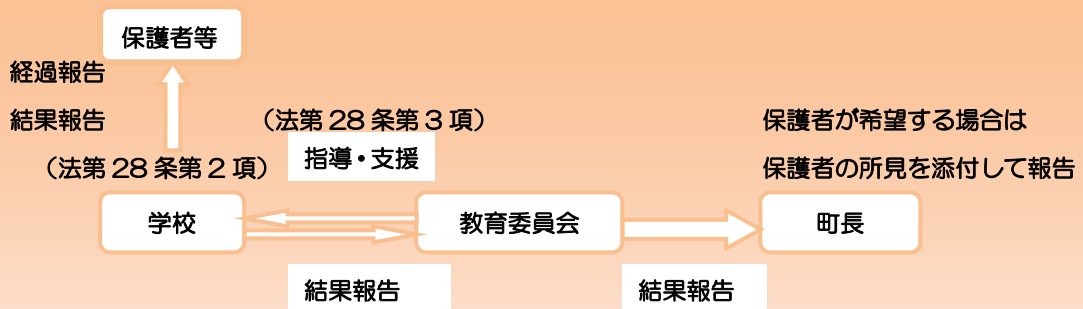 保護者等
経過報告
結果報告
（法第28条第2項）
（法第28条第3項）
指導・支援
保護者が希望する場合は
保護者の所見を添付して報告
学校
教育委員会
町長
結果報告
結果報告